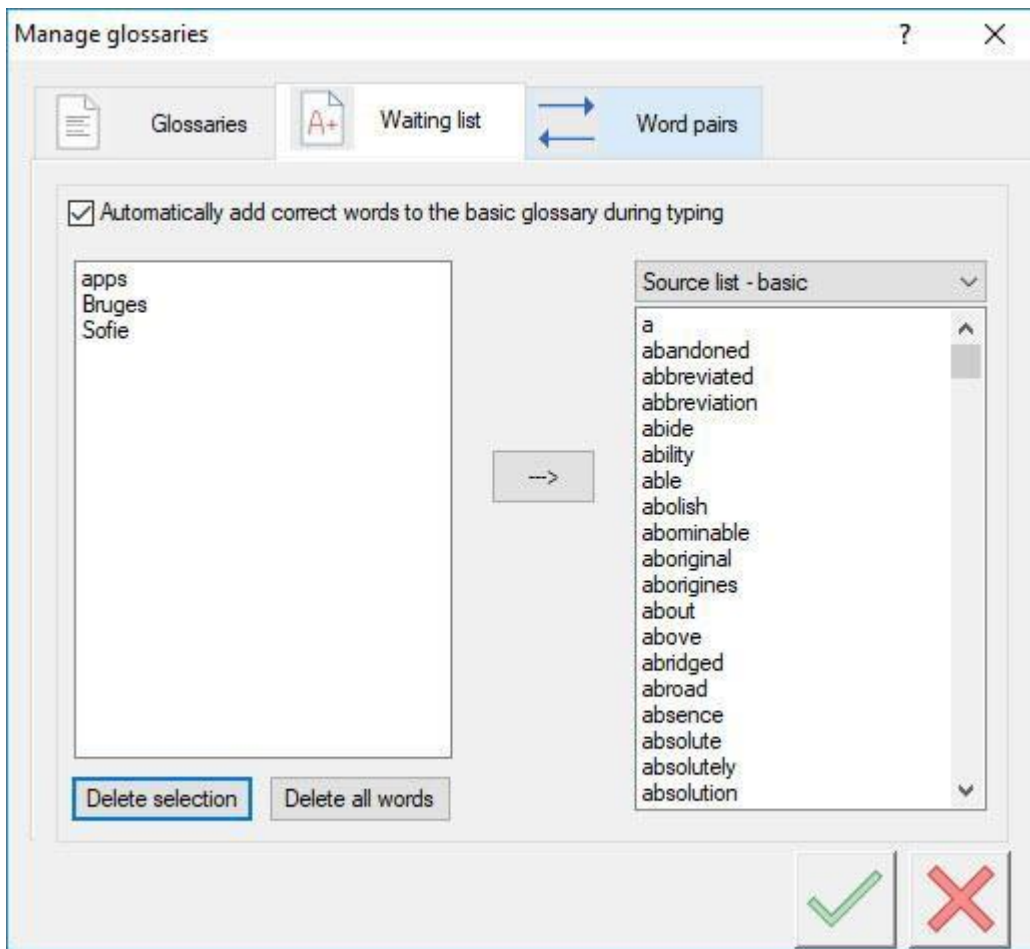 Manage glossaries ?
Glossaries A+ Waiting list Word pairs
Automatically add correct words to the basic glossary during typing
apps
Bruges
Sofie
--->
Source list - basic
a
abandoned
abbreviated
abbreviation
abide
ability
able
abolish
abominable
aboriginal
aborigines
about
above
abridged
abroad
absence
absolute
absolutely
absolution
Delete selection Delete all words